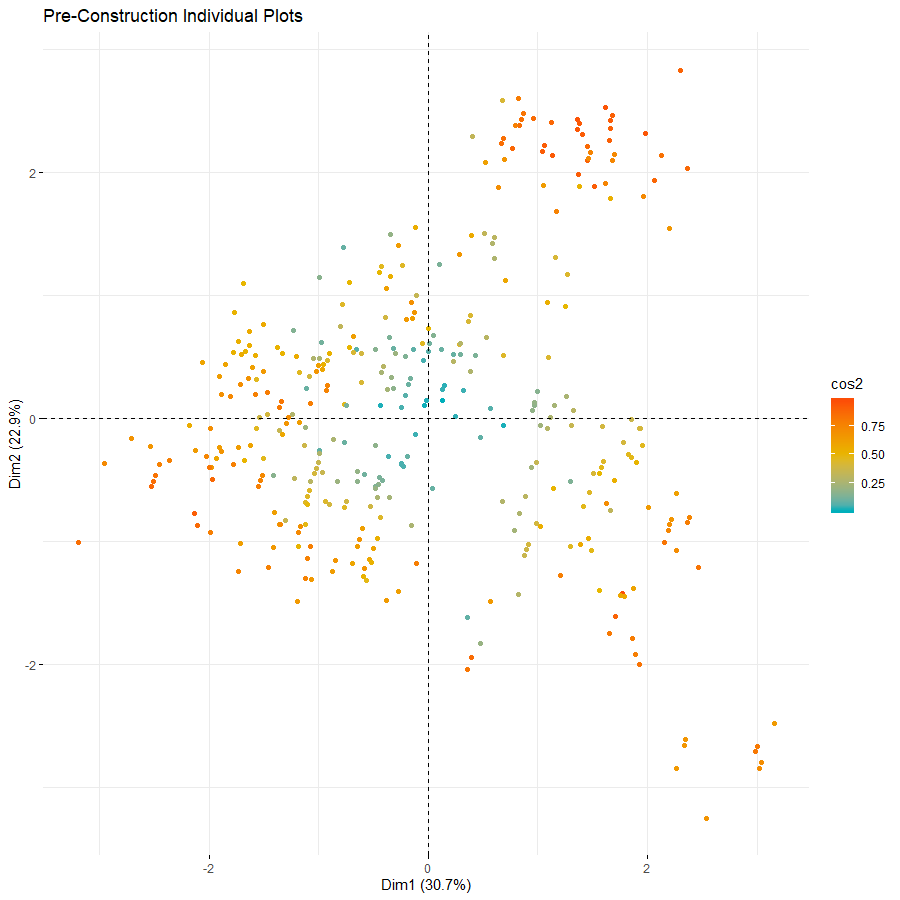 Pre-Construction Individual Plots
2
0
-2
Dim2 (22.9%)
-2
0
2
Dim1 (30.7%)
cos2
0.75
0.50
0.25